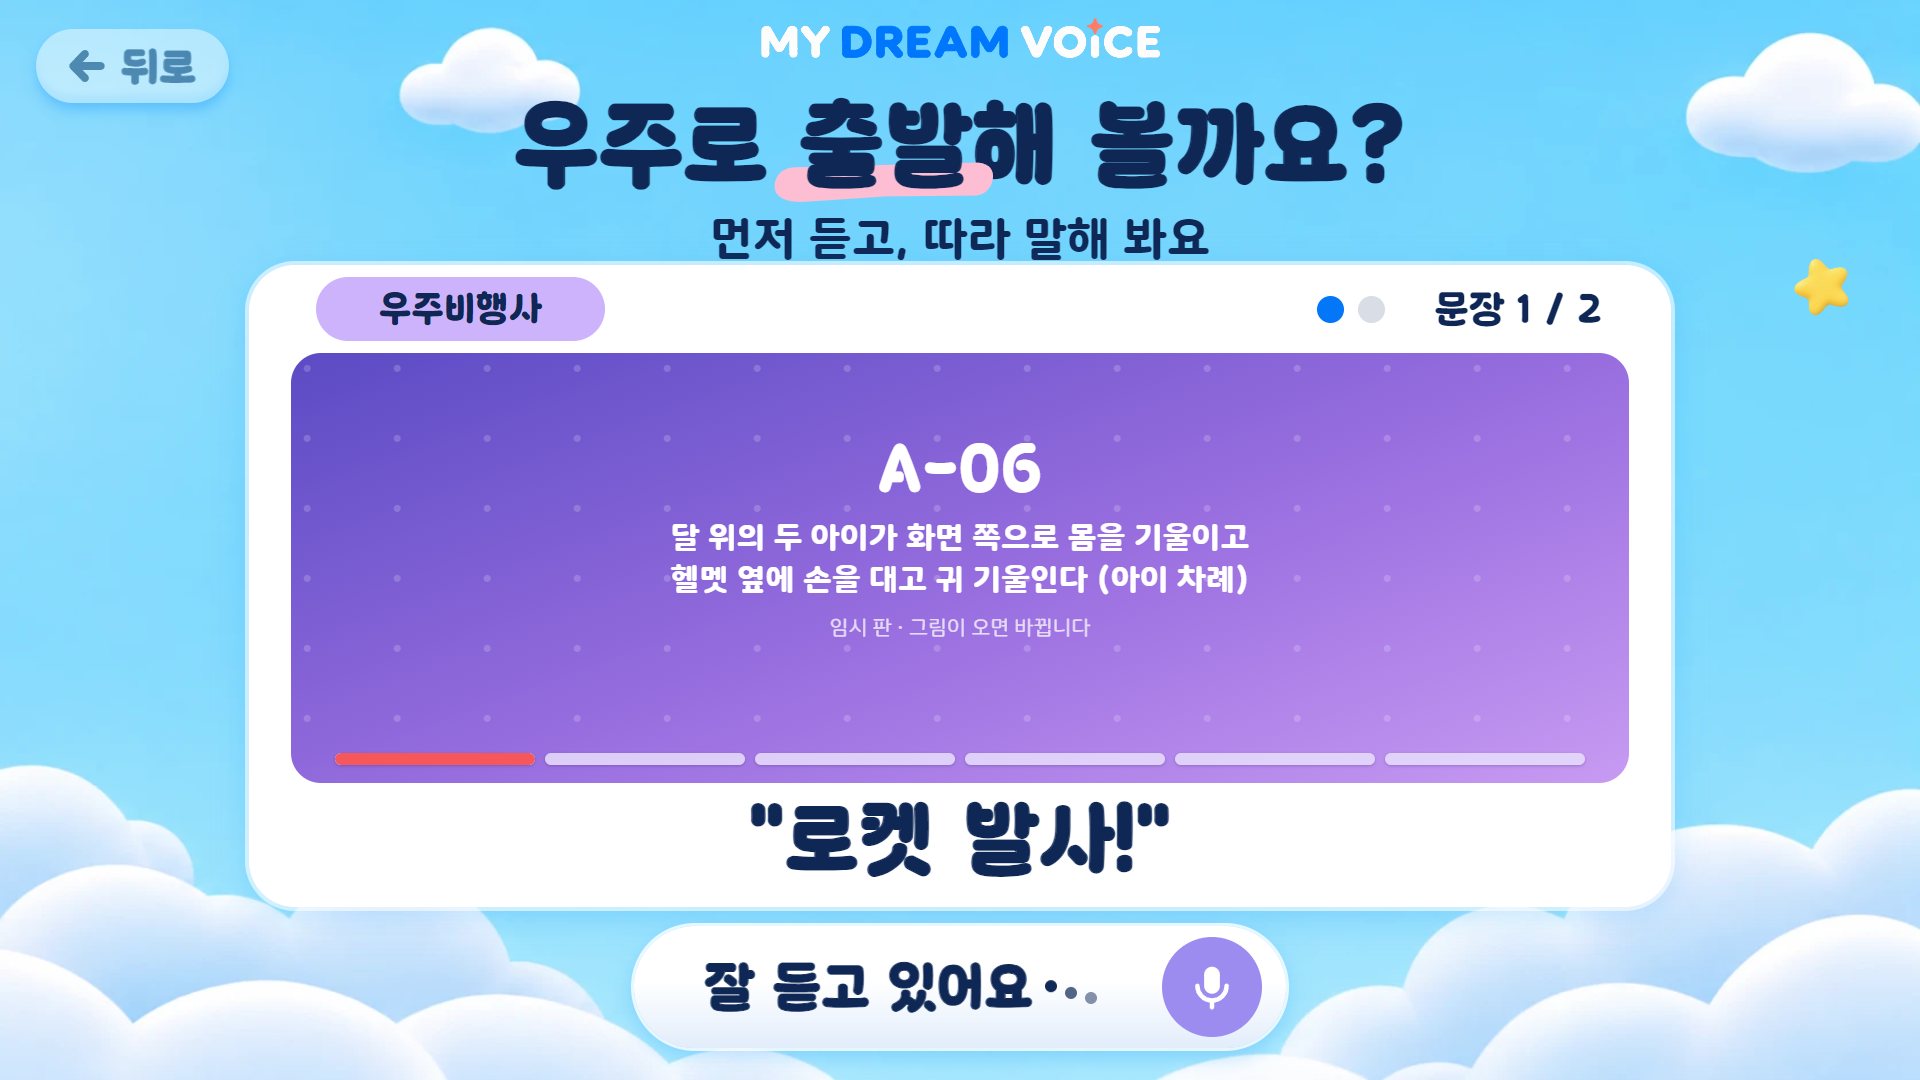 뒤로
MY DREAM VOiCE
우주로 출발해 볼까요?
먼저 듣고, 따라 말해 봐요
우주비행사
문장 1 / 2
A-06
달 위의 두 아이가 화면 쪽으로 몸을 기울이고
헬멧 옆에 손을 대고 귀 기울인다 (아이 차례)
임시 판 · 그림이 오면 바뀝니다
"로켓 발사!"
잘 듣고 있어요...